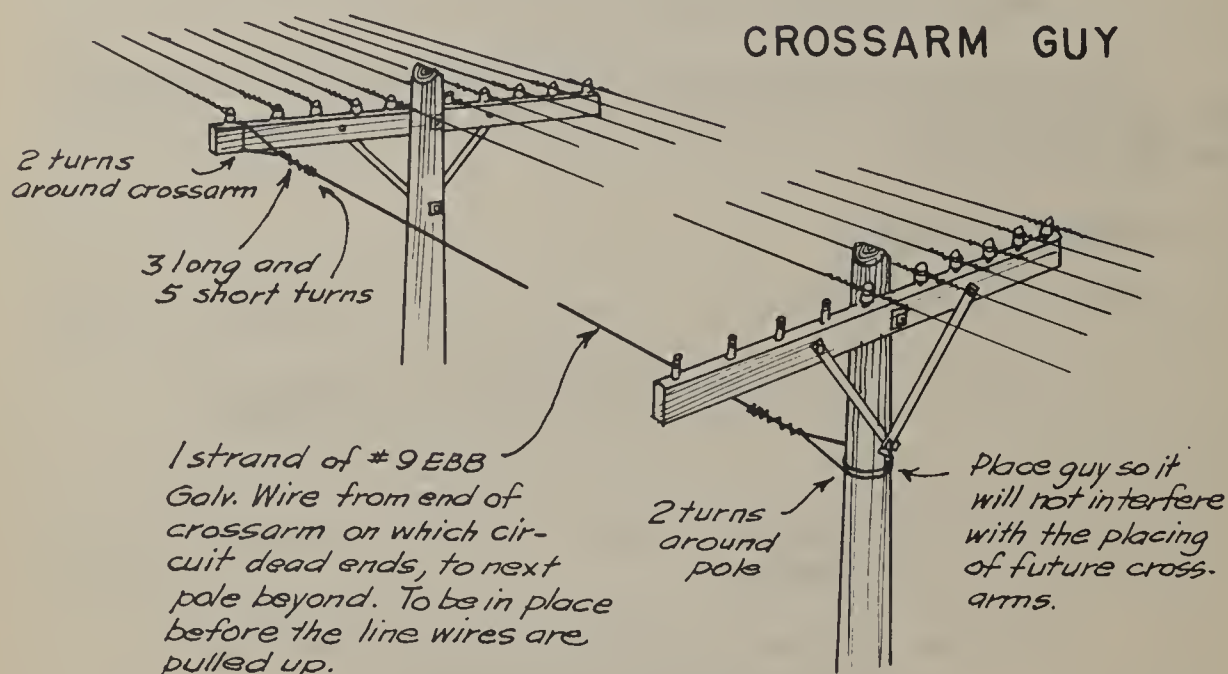 CROSSARM GUY
2 turns
around crossarm
3 long and
5 short turns
1 strand of #9 EBB
Galv. Wire from end of
crossarm on which cir-
cuit dead ends, to next
pole beyond. To be in place
before the line wires are
pulled up.
2 turns
around
pole
Place guy so it
will not interfere
with the placing
of future cross-
arms.